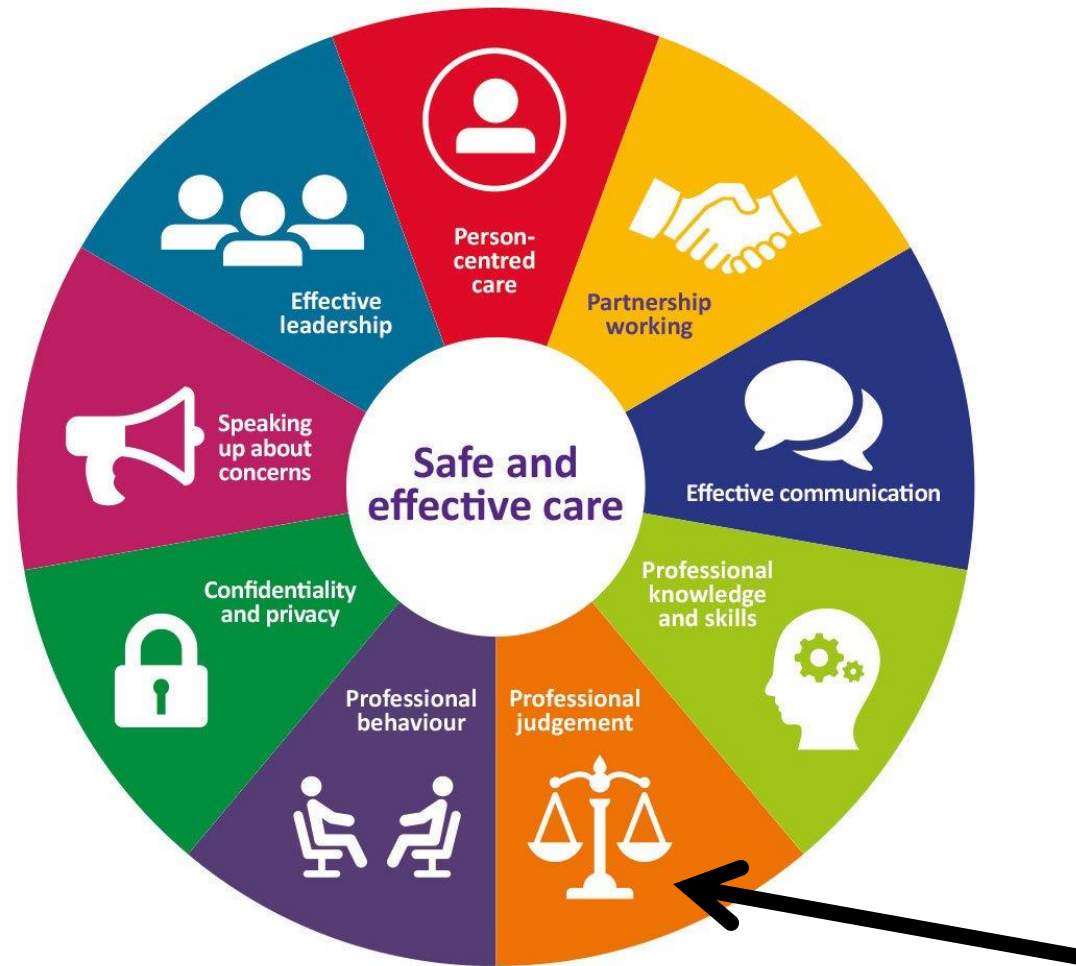 Person-
centred
care
Partnership
working
Effective communication
Professional
knowledge
and skills
Professional
judgement
Professional
behaviour
Confidentiality
and privacy
Speaking
up about
concerns
Effective
leadership
Safe and
effective care